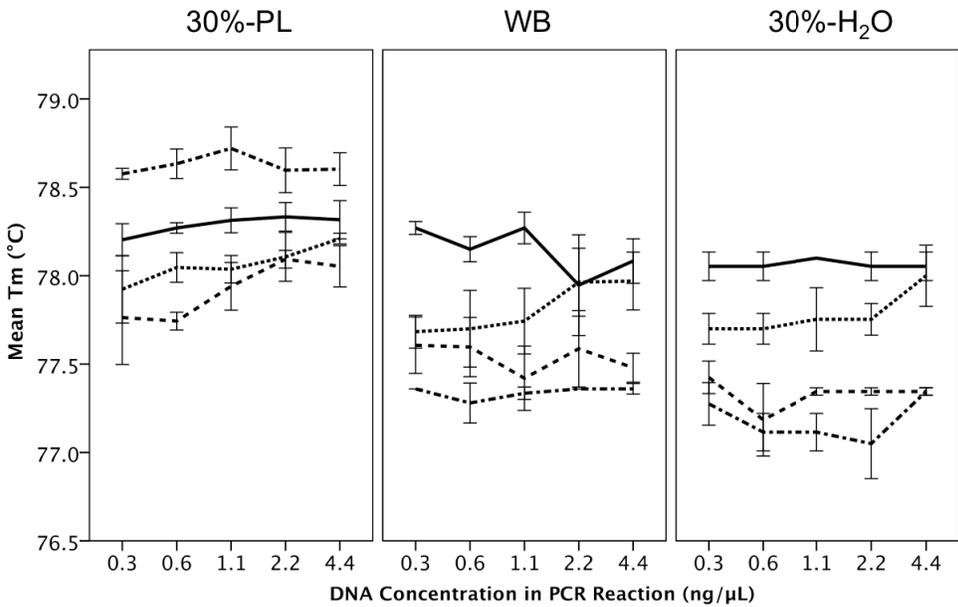 30%-PL WB 30%-H₂O
Mean Tm (°C)
79.0
78.5
78.0
77.5
77.0
76.5
0.3 0.6 1.1 2.2 4.4 0.3 0.6 1.1 2.2 4.4 0.3 0.6 1.1 2.2 4.4
DNA Concentration in PCR Reaction (ng/µL)